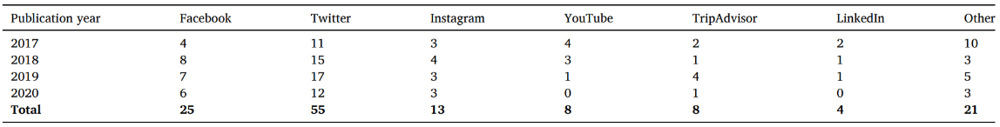 Publication year Facebook Twitter Instagram YouTube TripAdvisor LinkedIn Other
2017 4 11 3 4 2 2 10
2018 8 15 4 3 1 1 3
2019 7 17 3 1 4 1 5
2020 6 12 3 0 1 0 3
Total 25 55 13 8 8 4 21